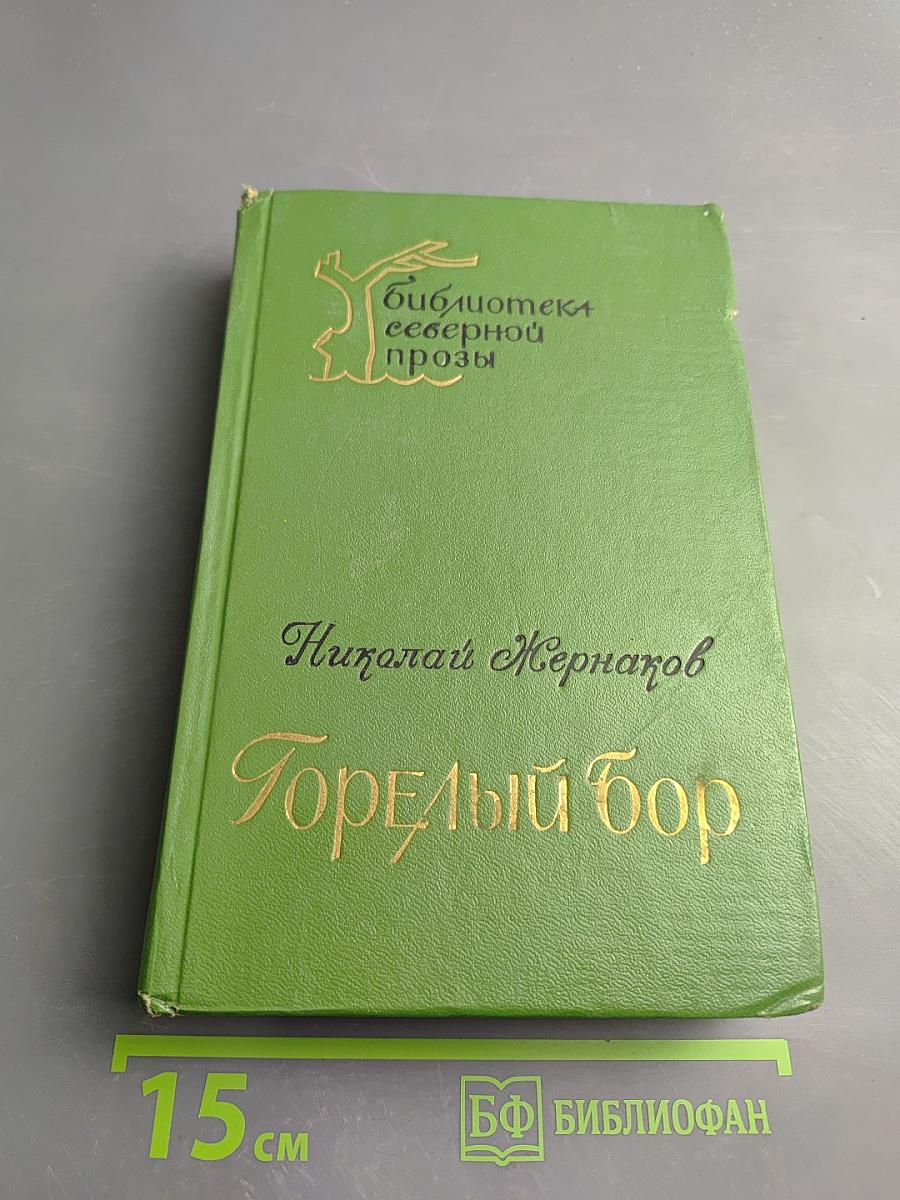 Библиотека
северной
прозы
Николай Жернаков
Горелый бор
15 см
БФ БИБЛИОФАН